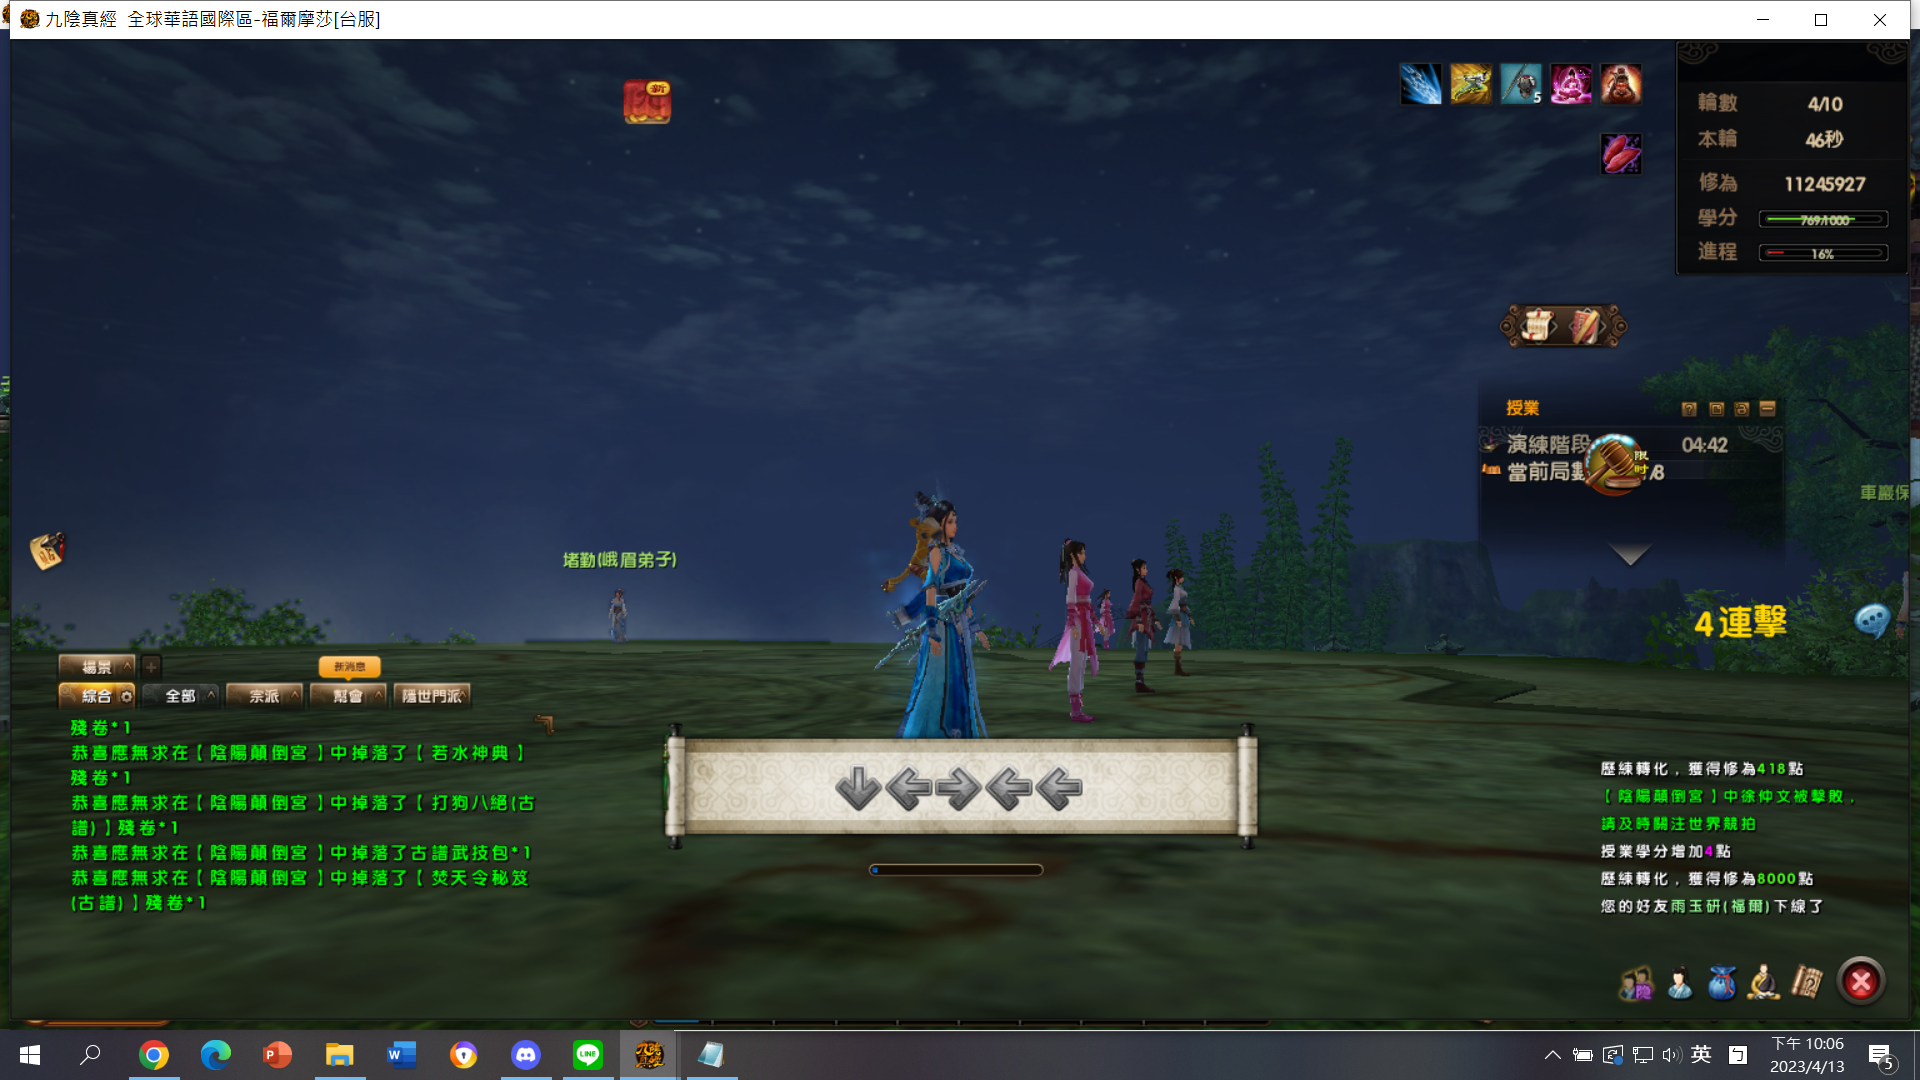 九陰真經 全球華語國際區-福爾摩莎[台服]
新
5
輪數 4/10
本輪 46秒
修為 11245927
學分 769/1000
進程 16%
授業
演練階段 04:42
當前局數 /8
限時
車巖保
堵勤(峨眉弟子)
4連擊
場景
新消息
綜合 全部 宗派 幫會 隱世門派
殘卷*1
恭喜應無求在【陰陽顛倒宮】中掉落了【若水神典】
殘卷*1
恭喜應無求在【陰陽顛倒宮】中掉落了【打狗八絕(古
譜)】殘卷*1
恭喜應無求在【陰陽顛倒宮】中掉落了古譜武技包*1
恭喜應無求在【陰陽顛倒宮】中掉落了【焚天令秘笈
(古譜)】殘卷*1
歷練轉化，獲得修為418點
【陰陽顛倒宮】中徐仲文被擊敗，
請及時關注世界競拍
授業學分增加4點
歷練轉化，獲得修為8000點
您的好友雨玉研(福爾)下線了
英
下午 10:06
2023/4/13
5